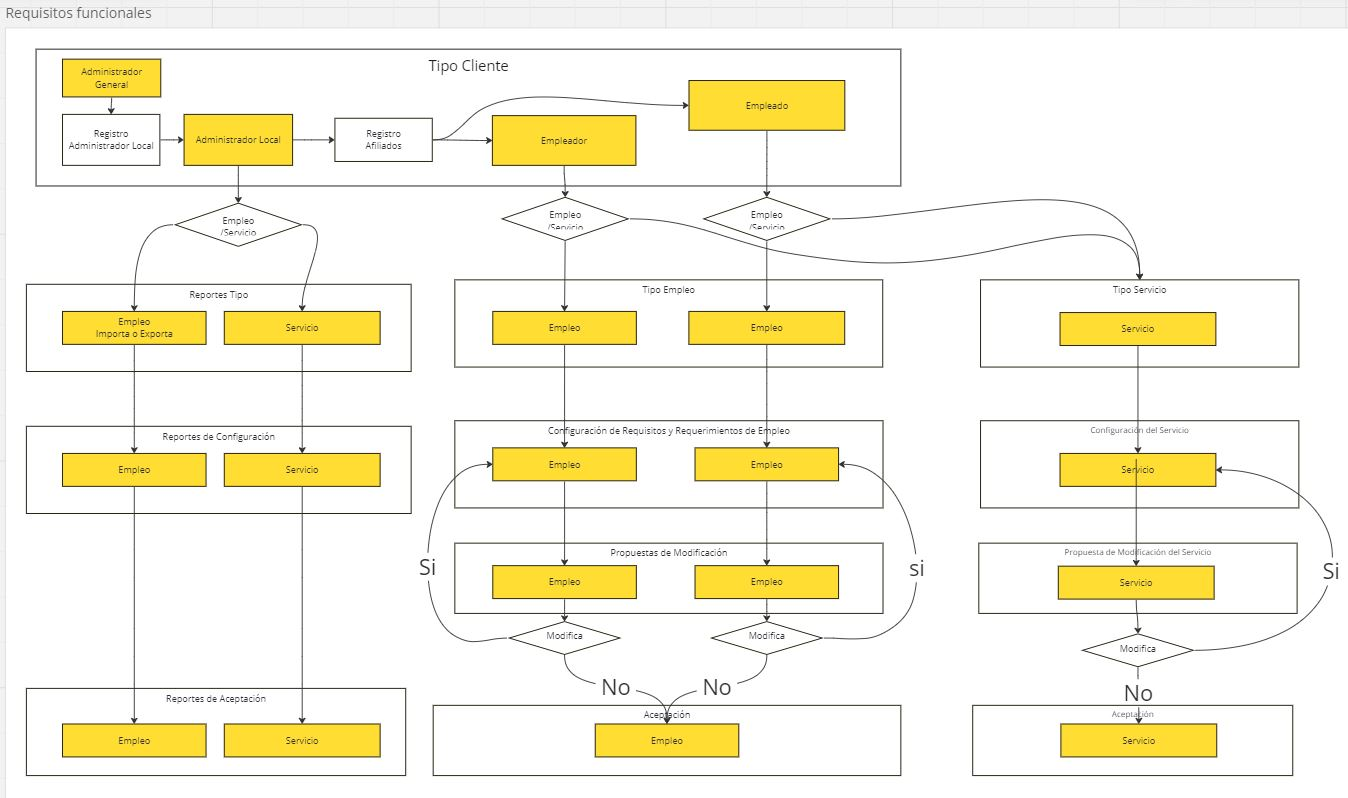 Requisitos funcionales
Tipo Cliente
Administrador
General
Registro
Administrador Local
Administrador Local
Registro
Afiliados
Empleador
Empleado
Empleo
/Servicio
Empleo
/Servicio
Empleo
/Servicio
Reportes Tipo
Empleo
Importa o Exporta
Servicio
Tipo Empleo
Empleo
Empleo
Tipo Servicio
Servicio
Reportes de Configuración
Empleo
Servicio
Configuración de Requisitos y Requerimientos de Empleo
Empleo
Empleo
Configuración del Servicio
Servicio
Propuestas de Modificación
Empleo
Empleo
Si
si
Propuesta de Modificación del Servicio
Servicio
Si
Modifica
Modifica
Modifica
No
No
No
Reportes de Aceptación
Empleo
Servicio
Aceptación
Empleo
Aceptación
Servicio